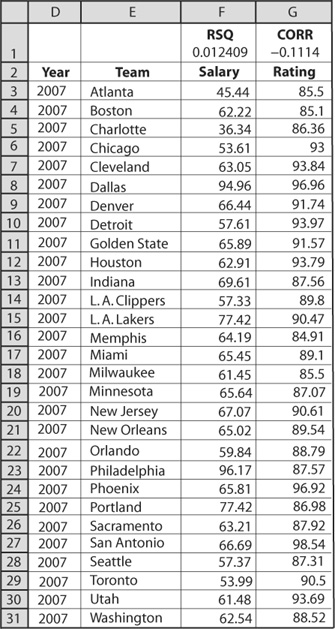 D E F G
RSQ CORR
1 0.012409 −0.1114
2 Year Team Salary Rating
3 2007 Atlanta 45.44 85.5
4 2007 Boston 62.22 85.1
5 2007 Charlotte 36.34 86.36
6 2007 Chicago 53.61 93
7 2007 Cleveland 63.05 93.84
8 2007 Dallas 94.96 96.96
9 2007 Denver 66.44 91.74
10 2007 Detroit 57.61 93.97
11 2007 Golden State 65.89 91.57
12 2007 Houston 62.91 93.79
13 2007 Indiana 69.61 87.56
14 2007 L. A. Clippers 57.33 89.8
15 2007 L. A. Lakers 77.42 90.47
16 2007 Memphis 64.19 84.91
17 2007 Miami 65.45 89.1
18 2007 Milwaukee 61.45 85.5
19 2007 Minnesota 65.64 87.07
20 2007 New Jersey 67.07 90.61
21 2007 New Orleans 65.02 89.54
22 2007 Orlando 59.84 88.79
23 2007 Philadelphia 96.17 87.57
24 2007 Phoenix 65.81 96.92
25 2007 Portland 77.42 86.98
26 2007 Sacramento 63.21 87.92
27 2007 San Antonio 66.69 98.54
28 2007 Seattle 57.37 87.31
29 2007 Toronto 53.99 90.5
30 2007 Utah 61.48 93.69
31 2007 Washington 62.54 88.52